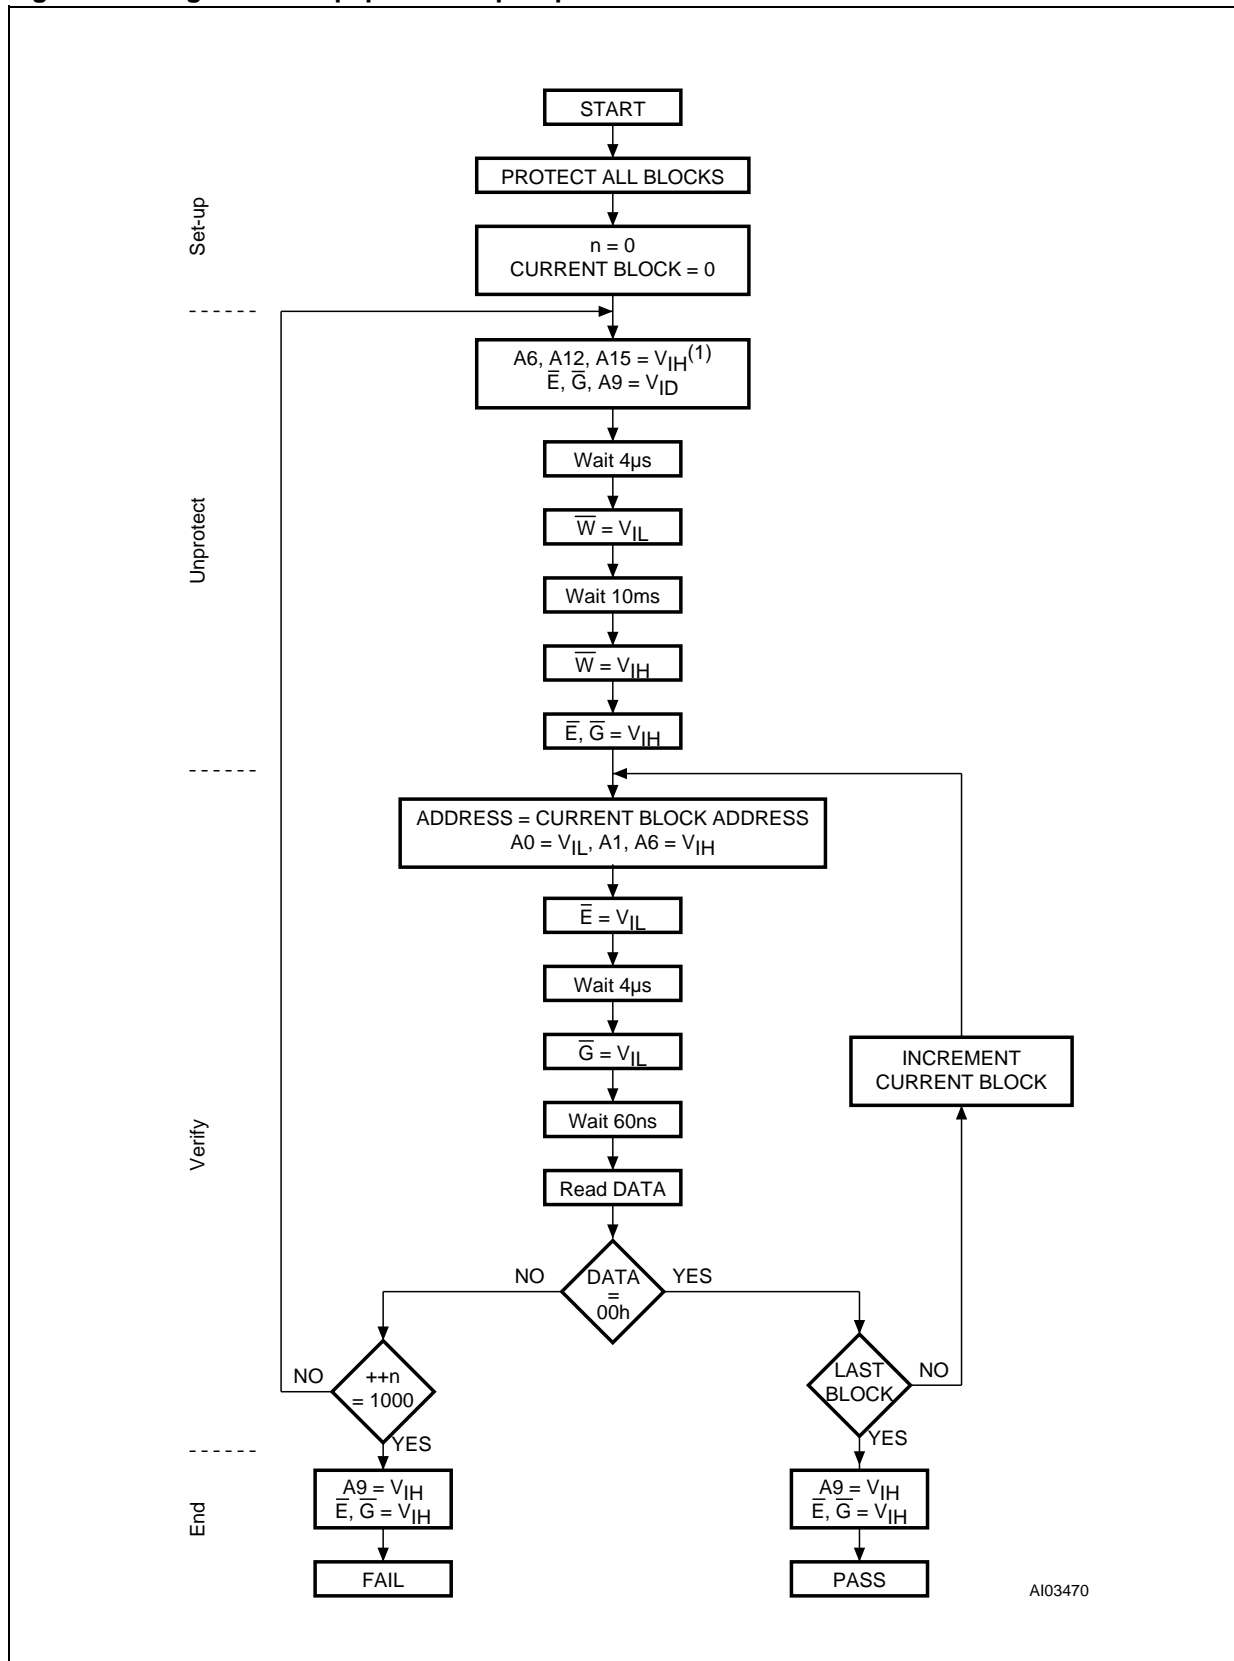 START
PROTECT ALL BLOCKS
Set-up
n = 0
CURRENT BLOCK = 0
A6, A12, A15 = VIH(1)
E̅, G̅, A9 = VID
Wait 4µs
Unprotect
W̅ = VIL
Wait 10ms
W̅ = VIH
E̅, G̅ = VIH
ADDRESS = CURRENT BLOCK ADDRESS
A0 = VIL, A1, A6 = VIH
E̅ = VIL
Wait 4µs
G̅ = VIL
INCREMENT
CURRENT BLOCK
Wait 60ns
Verify
Read DATA
NO
DATA
=
00h
YES
NO
++n
= 1000
YES
LAST
BLOCK
NO
YES
End
A9 = VIH
E̅, G̅ = VIH
FAIL
A9 = VIH
E̅, G̅ = VIH
PASS
AI03470